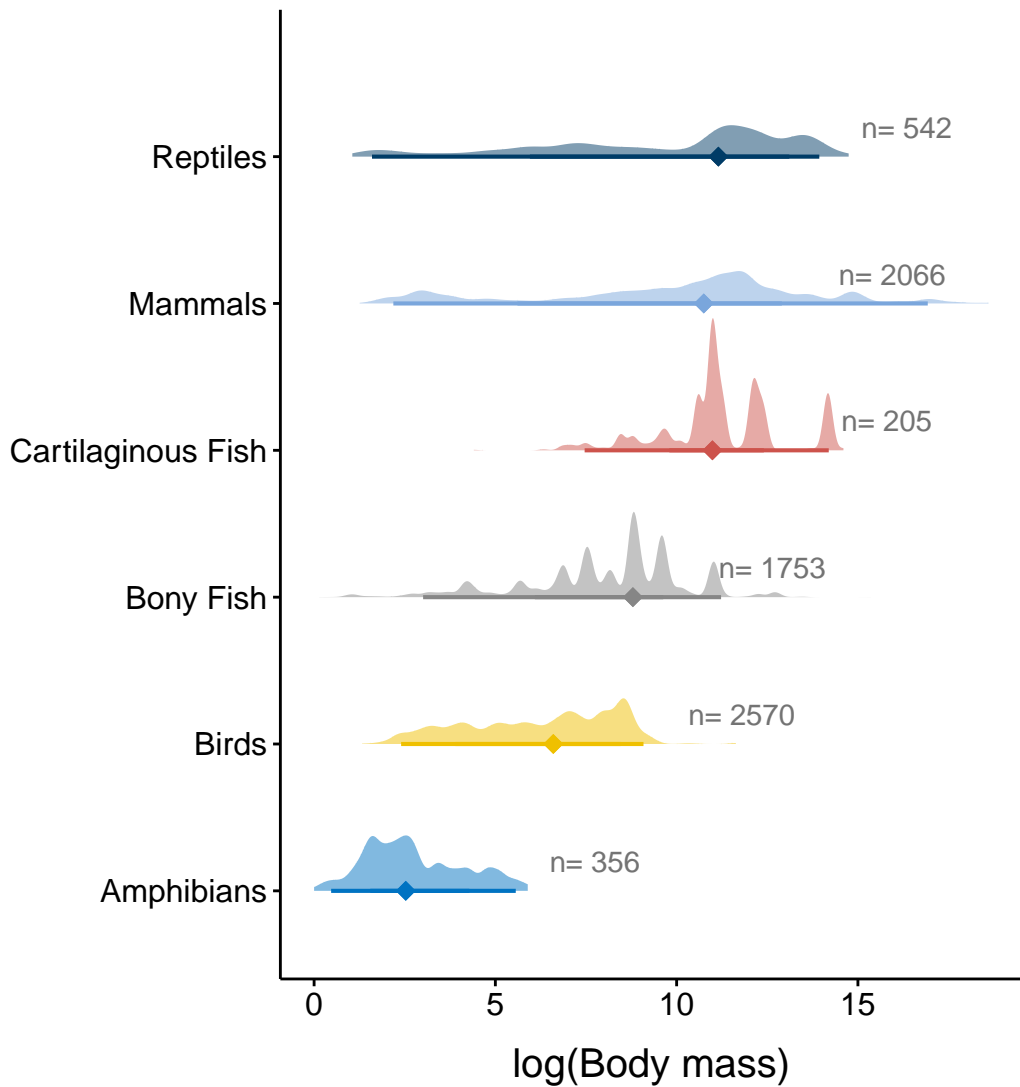 n= 542
Reptiles
n= 2066
Mammals
n= 205
Cartilaginous Fish
n= 1753
Bony Fish
n= 2570
Birds
n= 356
Amphibians
0 5 10 15
log(Body mass)